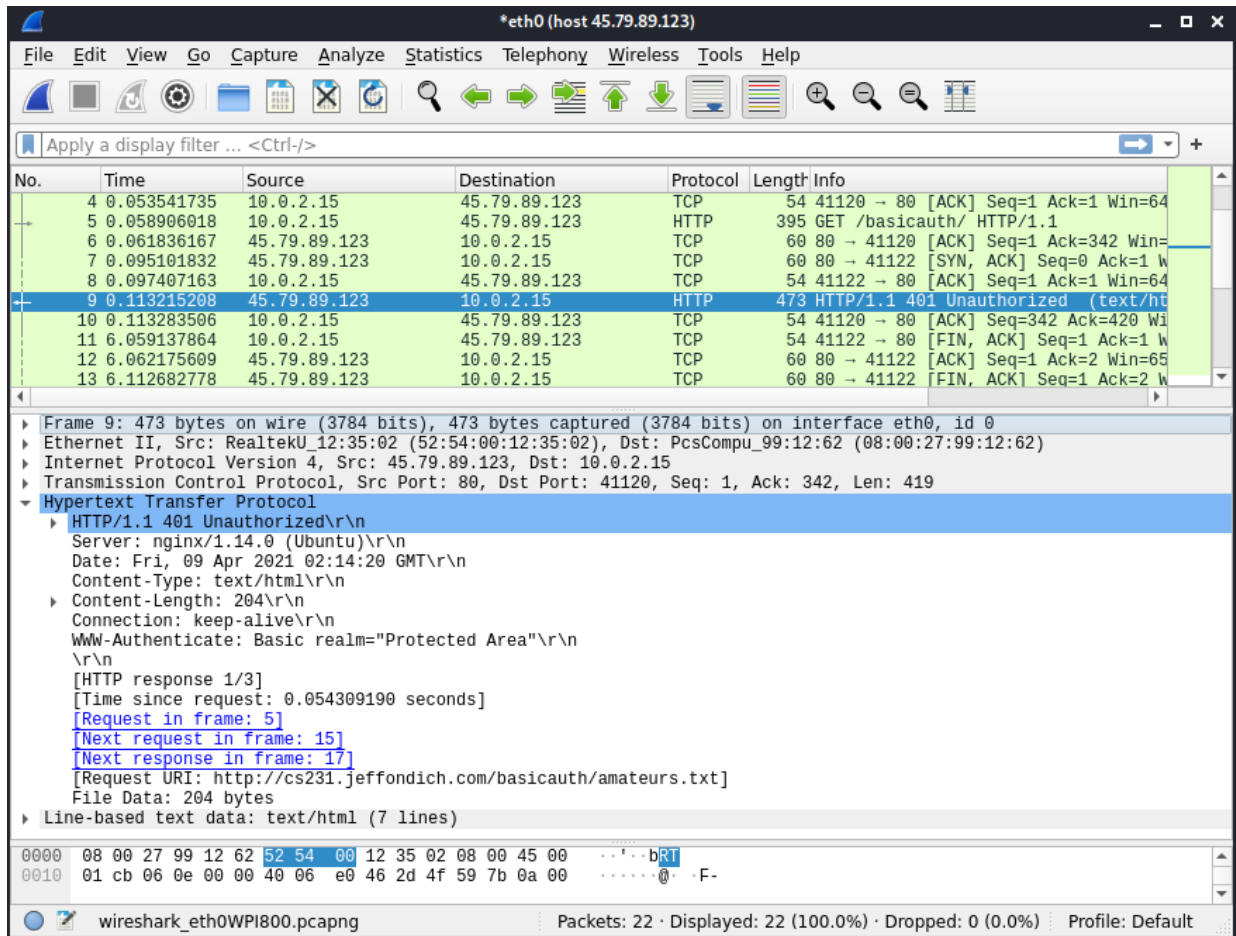 *eth0 (host 45.79.89.123)
File Edit View Go Capture Analyze Statistics Telephony Wireless Tools Help
Apply a display filter ... <Ctrl-/>
No. Time Source Destination Protocol Length Info
4 0.053541735 10.0.2.15 45.79.89.123 TCP 54 41120 → 80 [ACK] Seq=1 Ack=1 Win=64
5 0.058906018 10.0.2.15 45.79.89.123 HTTP 395 GET /basicauth/ HTTP/1.1
6 0.061836167 45.79.89.123 10.0.2.15 TCP 60 80 → 41120 [ACK] Seq=1 Ack=342 Win=
7 0.095101832 45.79.89.123 10.0.2.15 TCP 60 80 → 41122 [SYN, ACK] Seq=0 Ack=1 W
8 0.097407163 10.0.2.15 45.79.89.123 TCP 54 41122 → 80 [ACK] Seq=1 Ack=1 Win=64
9 0.113215208 45.79.89.123 10.0.2.15 HTTP 473 HTTP/1.1 401 Unauthorized (text/ht
10 0.113283506 10.0.2.15 45.79.89.123 TCP 54 41120 → 80 [ACK] Seq=342 Ack=420 Wi
11 6.059137864 10.0.2.15 45.79.89.123 TCP 54 41122 → 80 [FIN, ACK] Seq=1 Ack=1 W
12 6.062175609 45.79.89.123 10.0.2.15 TCP 60 80 → 41122 [ACK] Seq=1 Ack=2 Win=65
13 6.112682778 45.79.89.123 10.0.2.15 TCP 60 80 → 41122 [FIN, ACK] Seq=1 Ack=2 W
Frame 9: 473 bytes on wire (3784 bits), 473 bytes captured (3784 bits) on interface eth0, id 0
Ethernet II, Src: RealtekU_12:35:02 (52:54:00:12:35:02), Dst: PcsCompu_99:12:62 (08:00:27:99:12:62)
Internet Protocol Version 4, Src: 45.79.89.123, Dst: 10.0.2.15
Transmission Control Protocol, Src Port: 80, Dst Port: 41120, Seq: 1, Ack: 342, Len: 419
Hypertext Transfer Protocol
HTTP/1.1 401 Unauthorized\r\n
Server: nginx/1.14.0 (Ubuntu)\r\n
Date: Fri, 09 Apr 2021 02:14:20 GMT\r\n
Content-Type: text/html\r\n
Content-Length: 204\r\n
Connection: keep-alive\r\n
WWW-Authenticate: Basic realm="Protected Area"\r\n
\r\n
[HTTP response 1/3]
[Time since request: 0.054309190 seconds]
[Request in frame: 5]
[Next request in frame: 15]
[Next response in frame: 17]
[Request URI: http://cs231.jeffondich.com/basicauth/amateurs.txt]
File Data: 204 bytes
Line-based text data: text/html (7 lines)
0000 08 00 27 99 12 62 52 54 00 12 35 02 08 00 45 00 ··'··bRT
0010 01 cb 06 0e 00 00 40 06 e0 46 2d 4f 59 7b 0a 00 ······@· ·F-
wireshark_eth0WPI800.pcapng Packets: 22 · Displayed: 22 (100.0%) · Dropped: 0 (0.0%) Profile: Default